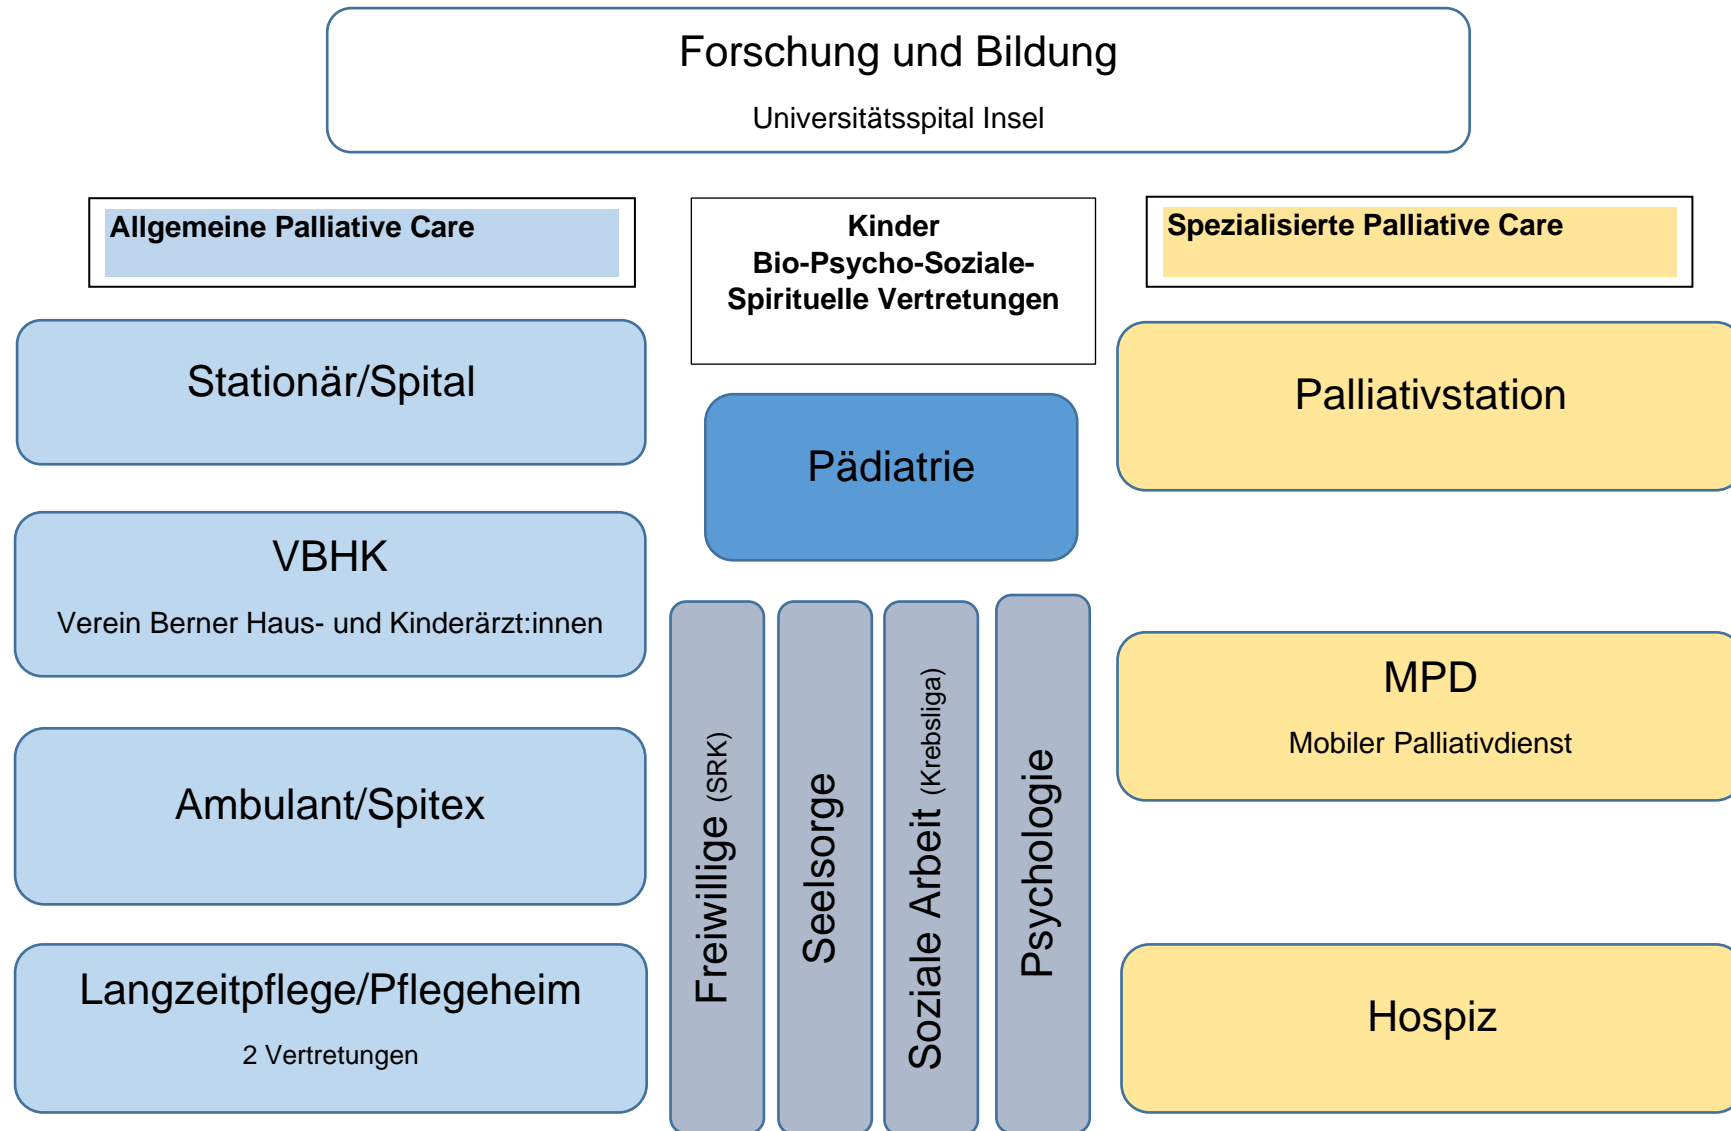 Forschung und Bildung
Universitätsspital Insel
Allgemeine Palliative Care
Stationär/Spital
VBHK
Verein Berner Haus- und Kinderärzt:innen
Ambulant/Spitex
Langzeitpflege/Pflegeheim
2 Vertretungen
Kinder
Bio-Psycho-Soziale-
Spirituelle Vertretungen
Pädiatrie
Freiwillige (SRK)
Seelsorge
Soziale Arbeit (Krebsliga)
Psychologie
Spezialisierte Palliative Care
Palliativstation
MPD
Mobiler Palliativdienst
Hospiz